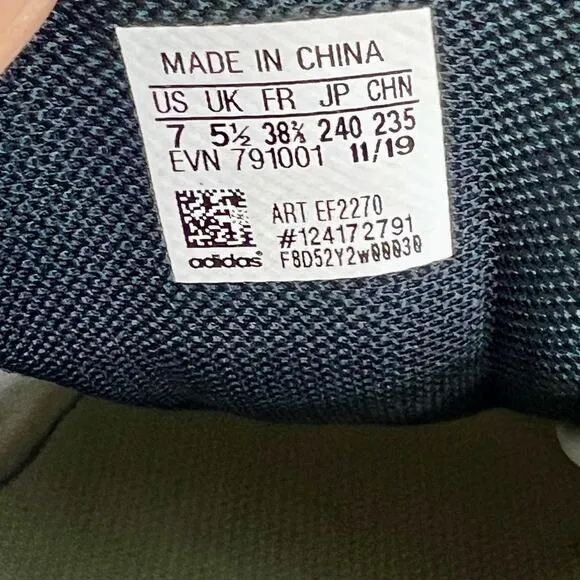 MADE IN CHINA
US UK FR JP CHN
7 5½ 38⅔ 240 235
EVN 791001 11/19
ART EF2270
#124172791
adidas F8D52Y2w00030